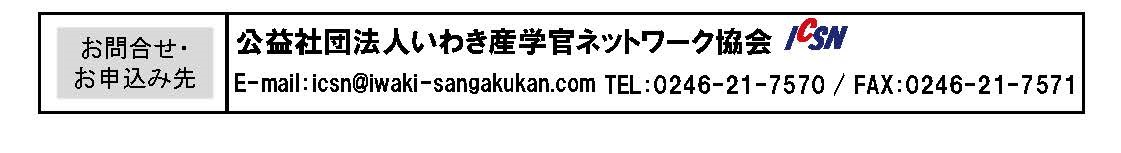 お問合せ・
お申込み先
公益社団法人いわき産学官ネットワーク協会 ICSN
E-mail:icsn@iwaki-sangakukan.com TEL:0246-21-7570 / FAX:0246-21-7571